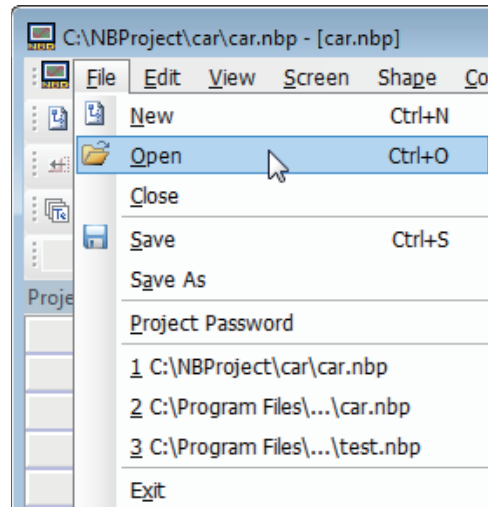 C:\NBProject\car\car.nbp - [car.nbp]
File Edit View Screen Shape Co
New Ctrl+N
Open Ctrl+O
Close
Save Ctrl+S
Save As
Proje
Project Password
1 C:\NBProject\car\car.nbp
2 C:\Program Files\...\car.nbp
3 C:\Program Files\...\test.nbp
Exit